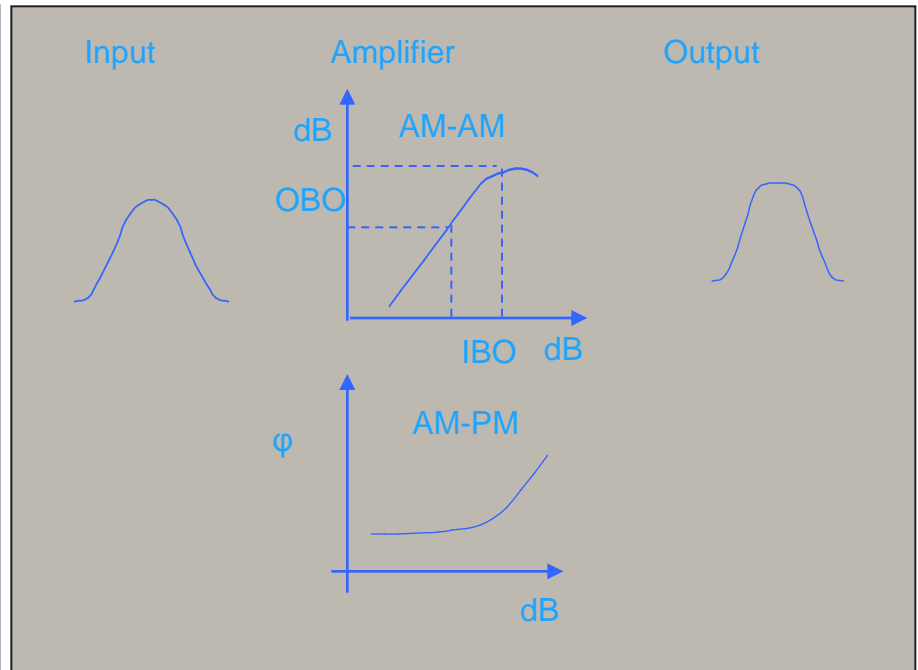 Input Amplifier Output
dB AM-AM
OBO
IBO dB
AM-PM
φ
dB